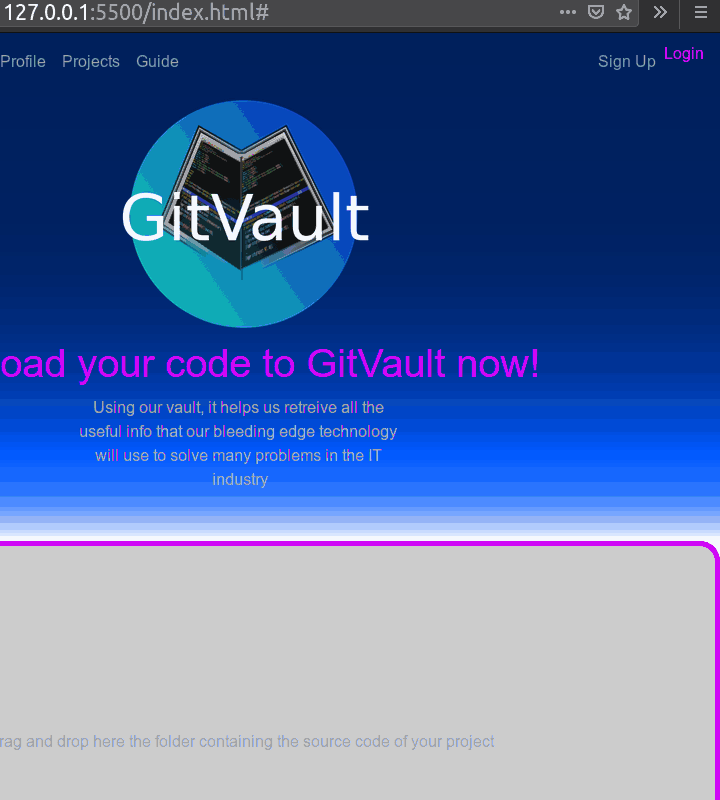 127.0.0.1:5500/index.html#
Profile Projects Guide Sign Up Login
GitVault
oad your code to GitVault now!
Using our vault, it helps us retreive all the
useful info that our bleeding edge technology
will use to solve many problems in the IT
industry
rag and drop here the folder containing the source code of your project